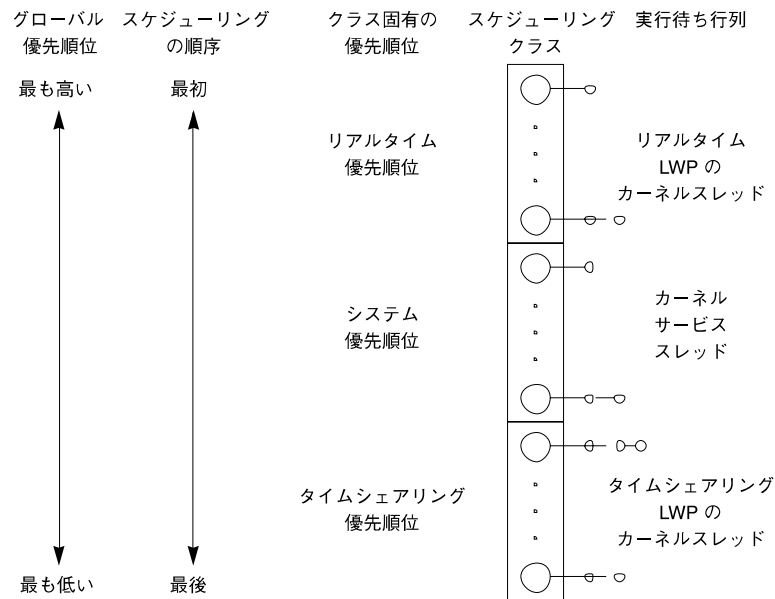 グローバル
優先順位
スケジューリング
の順序
クラス固有の
優先順位
スケジューリング
クラス
実行待ち行列
最も高い
最初
リアルタイム
優先順位
リアルタイム
LWP の
カーネルスレッド
システム
優先順位
カーネル
サービス
スレッド
タイムシェアリング
優先順位
タイムシェアリング
LWP の
カーネルスレッド
最も低い
最後